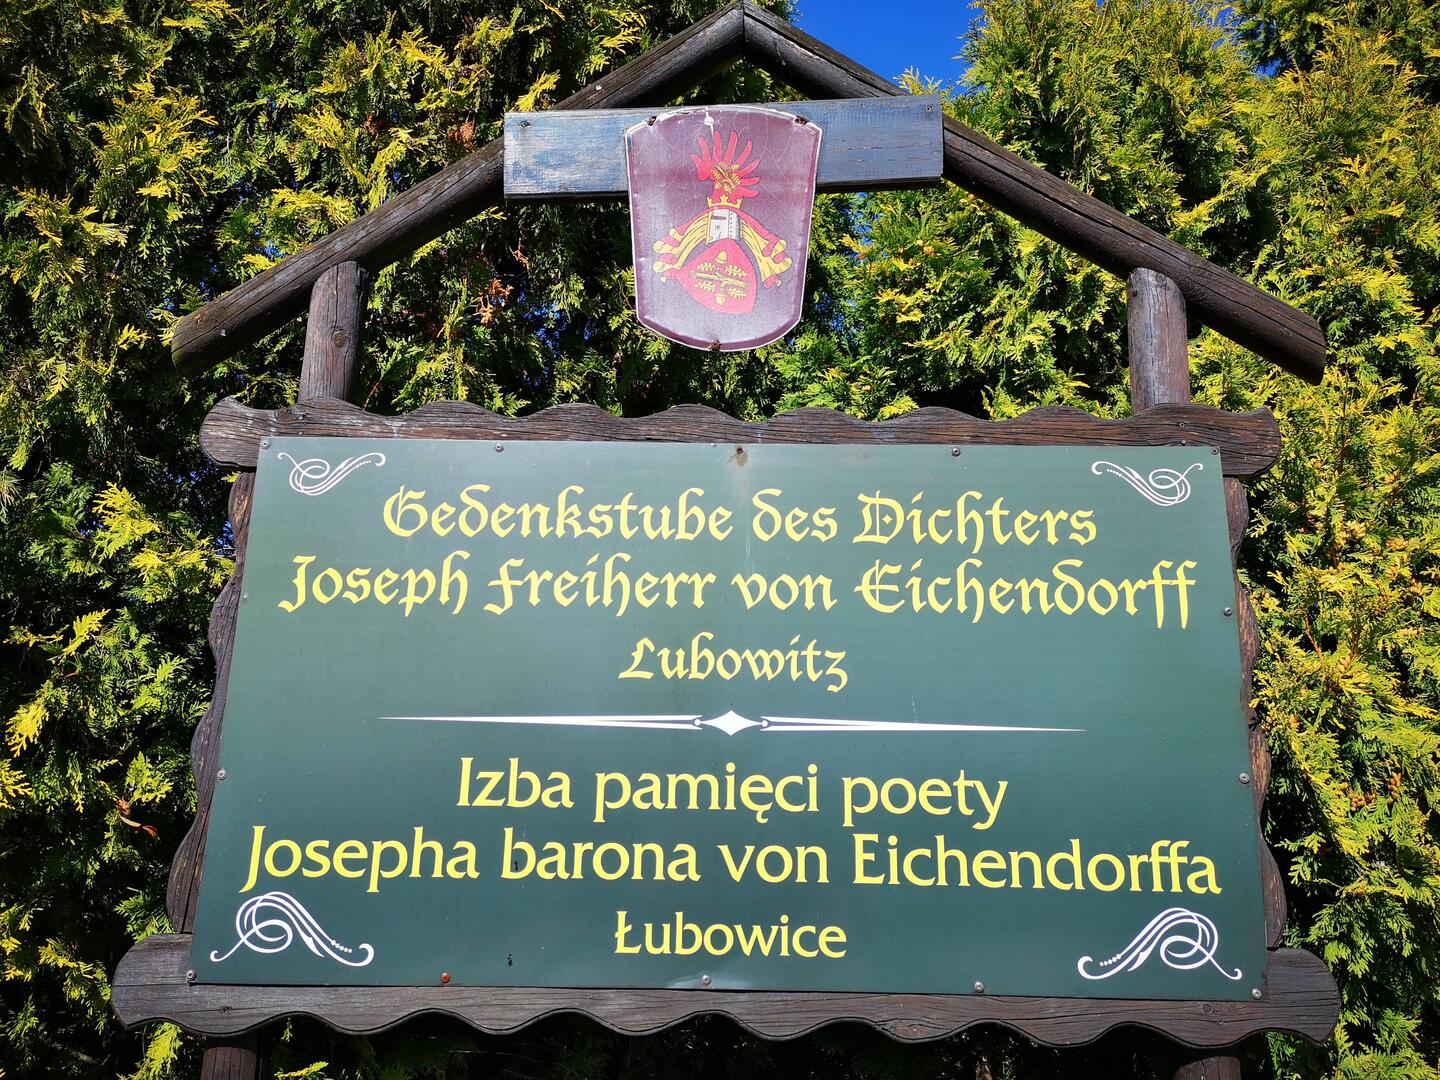 Gedenkstube des Dichters
Joseph Freiherr von Eichendorff
Lubowitz
Izba pamięci poety
Josepha barona von Eichendorffa
Łubowice